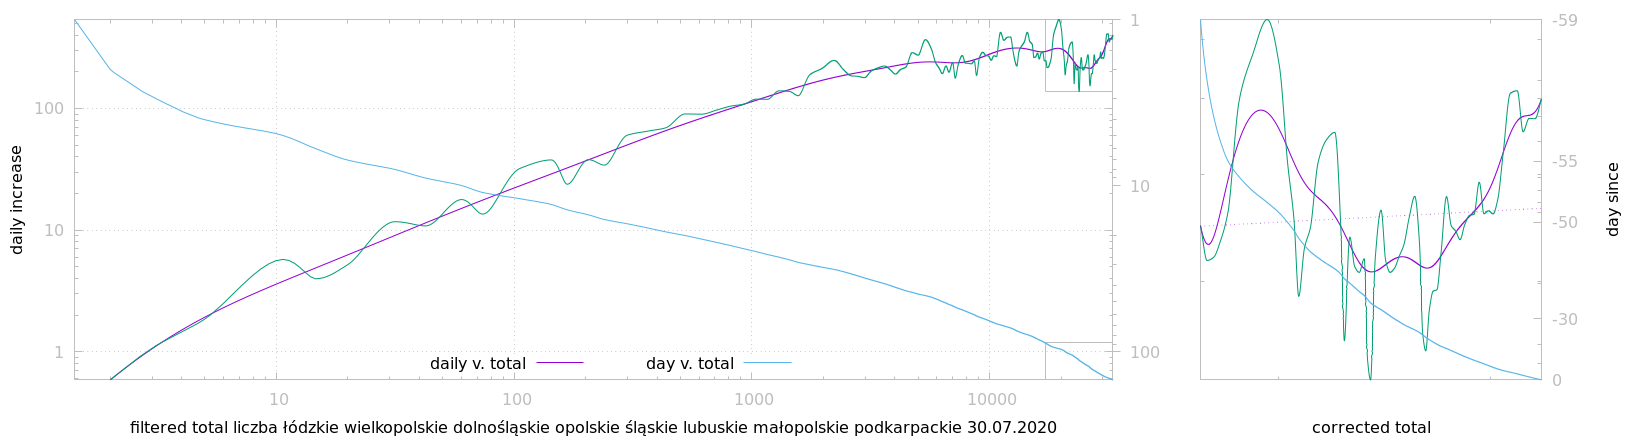 daily increase
100
10
1
daily v. total
day v. total
1
10
100
10
100
1000
10000
filtered total liczba łódzkie wielkopolskie dolnośląskie opolskie śląskie lubuskie małopolskie podkarpackie 30.07.2020
-59
-55
-50
-30
0
day since
corrected total